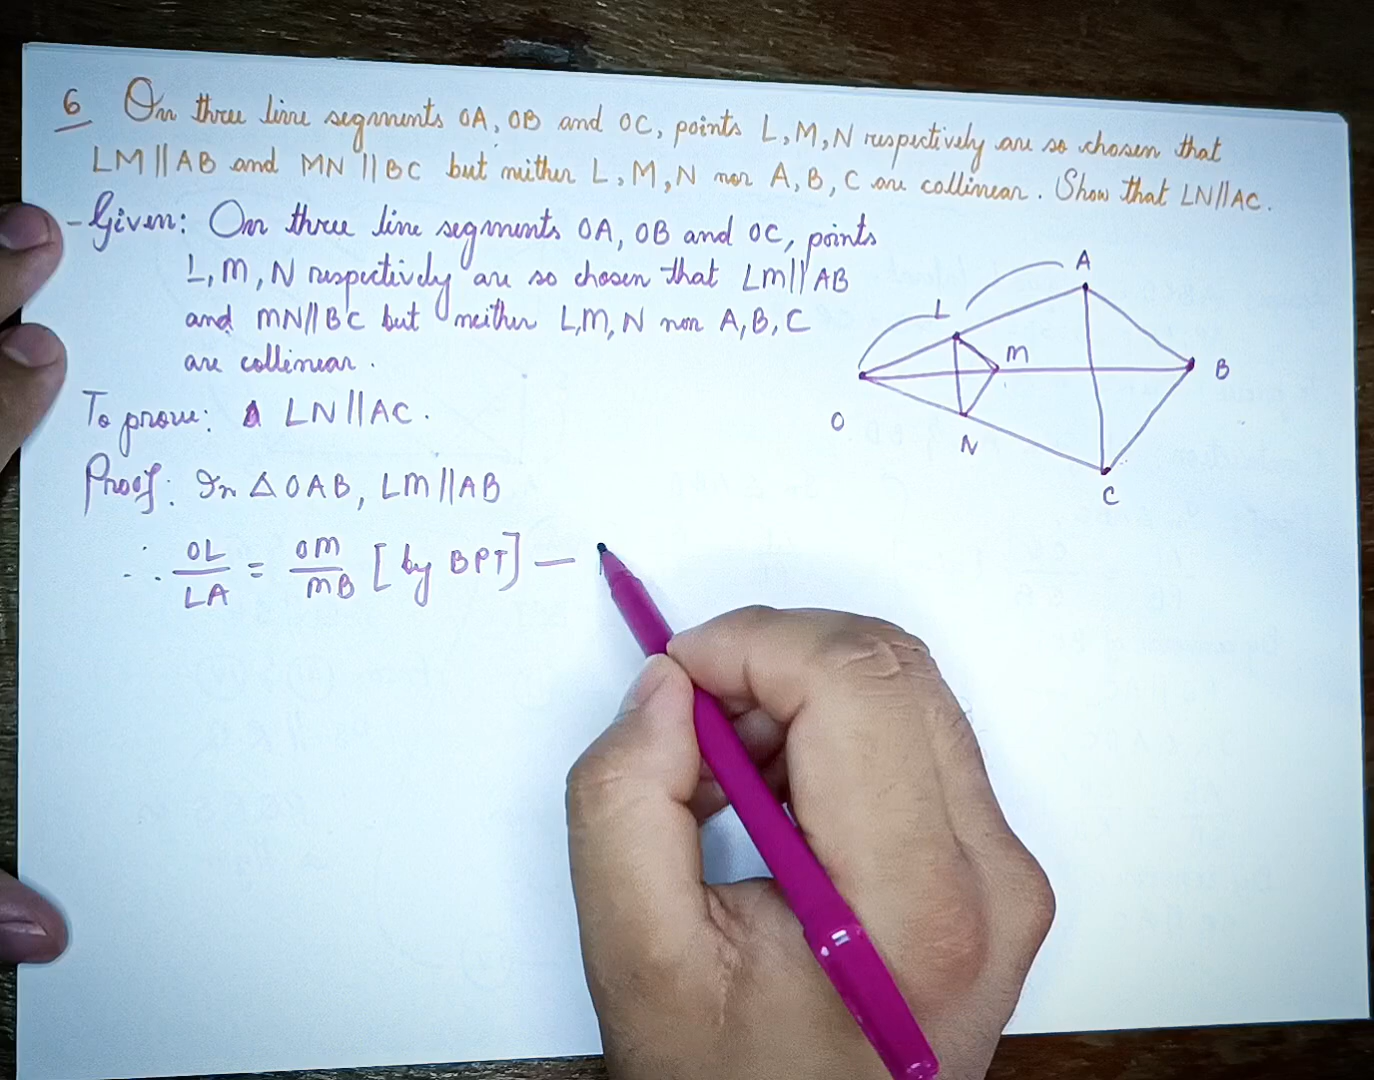 6 On three line segments OA, OB and OC, points L, M, N respectively are so chosen that
LM || AB and MN || BC but neither L, M, N nor A, B, C are collinear. Show that LN||AC.
- Given: On three line segments OA, OB and OC, points
L, M, N respectively are so chosen that LM||AB
and MN||BC but neither L,M, N nor A, B, C
are collinear.
To prove: LN||AC.
Proof: In △OAB, LM||AB
∴ OL/LA = OM/MB [by BPT] —
A
L
M
B
O
N
C